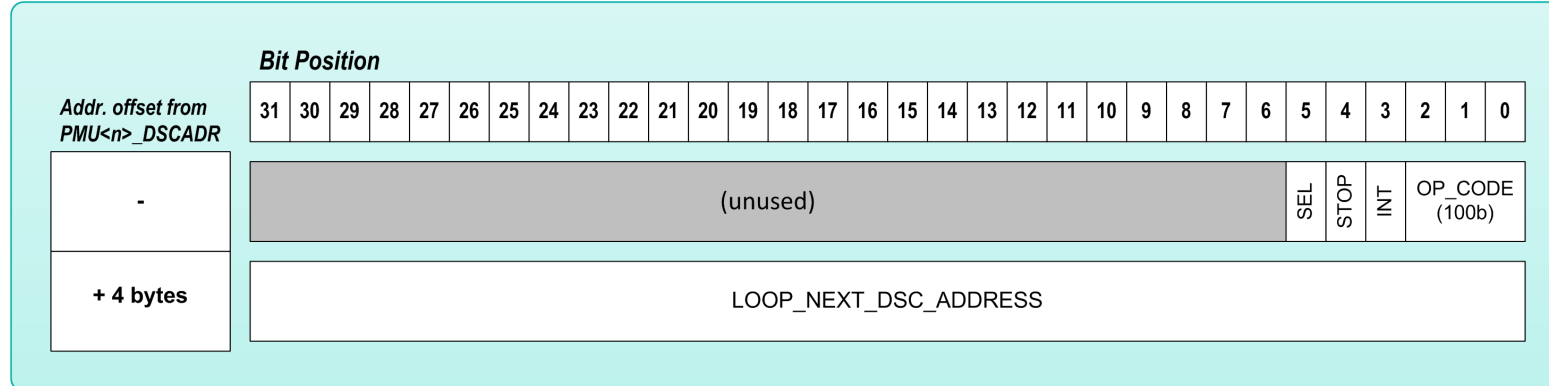 Bit Position
Addr. offset from
PMU<n>_DSCADR
31 30 29 28 27 26 25 24 23 22 21 20 19 18 17 16 15 14 13 12 11 10 9 8 7 6 5 4 3 2 1 0
-
(unused)
SEL
STOP
INT
OP_CODE
(100b)
+ 4 bytes
LOOP_NEXT_DSC_ADDRESS